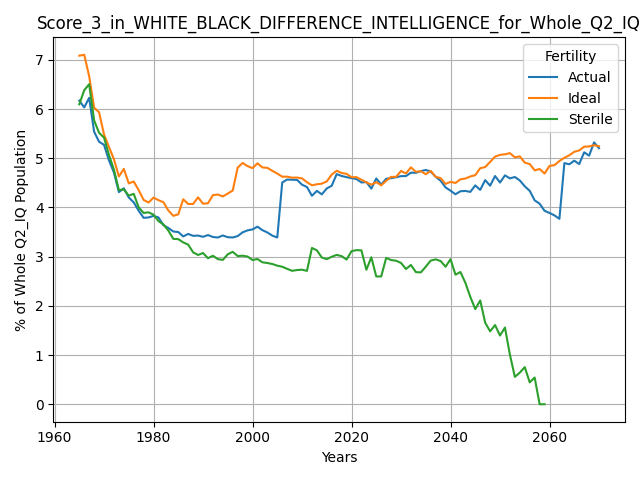 Score_3_in_WHITE_BLACK_DIFFERENCE_INTELLIGENCE_for_Whole_Q2_IQ
Fertility
Actual
Ideal
Sterile
% of Whole Q2_IQ Population
7
6
5
4
3
2
1
0
1960 1980 2000 2020 2040 2060
Years